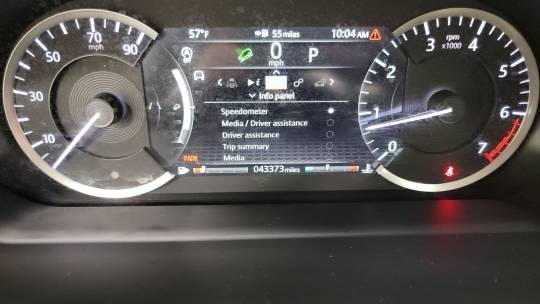 57°F 55 miles 10:04 AM
0 mph P
Info panel
Speedometer
Media / Driver assistance
Driver assistance
Trip summary
Media
PARK
043373 miles
10 30 50 70 90
mph
0 1 2 3 4 5 6 7
rpm
x1000